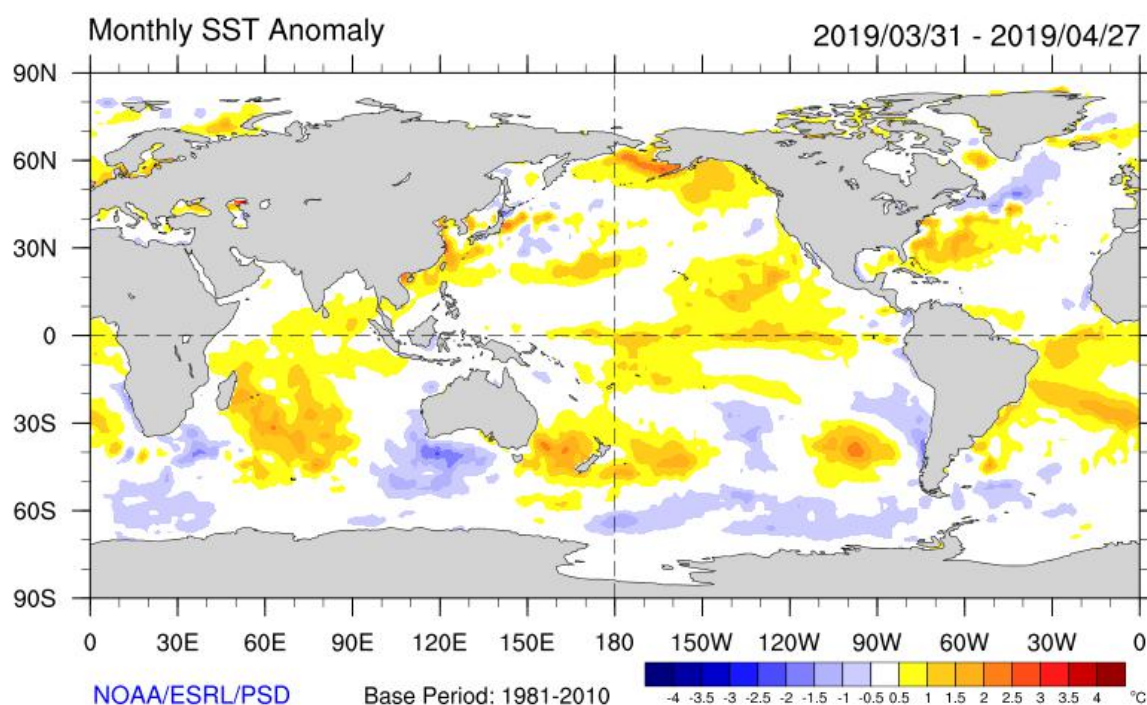 Monthly SST Anomaly 2019/03/31 - 2019/04/27
90N
60N
30N
0
30S
60S
90S
0 30E 60E 90E 120E 150E 180 150W 120W 90W 60W 30W 0
NOAA/ESRL/PSD Base Period: 1981-2010
-4 -3.5 -3 -2.5 -2 -1.5 -1 -0.5 0.5 1 1.5 2 2.5 3 3.5 4 °C